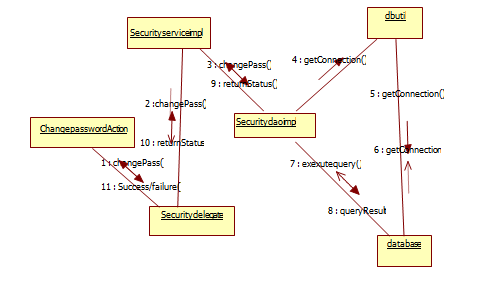 dbutil
Securityserviceimpl
3 : changePass()
4 : getConnection()
9 : returnStatus()
5 : getConnection()
2 : changePass()
Securitydaoimp
ChangepasswordAction
10 : returnStatus
6 : getConnection
1 : changePass()
7 : exexutequery()
11 : Success/failure()
8 : queryResult
Securitydelegate
database